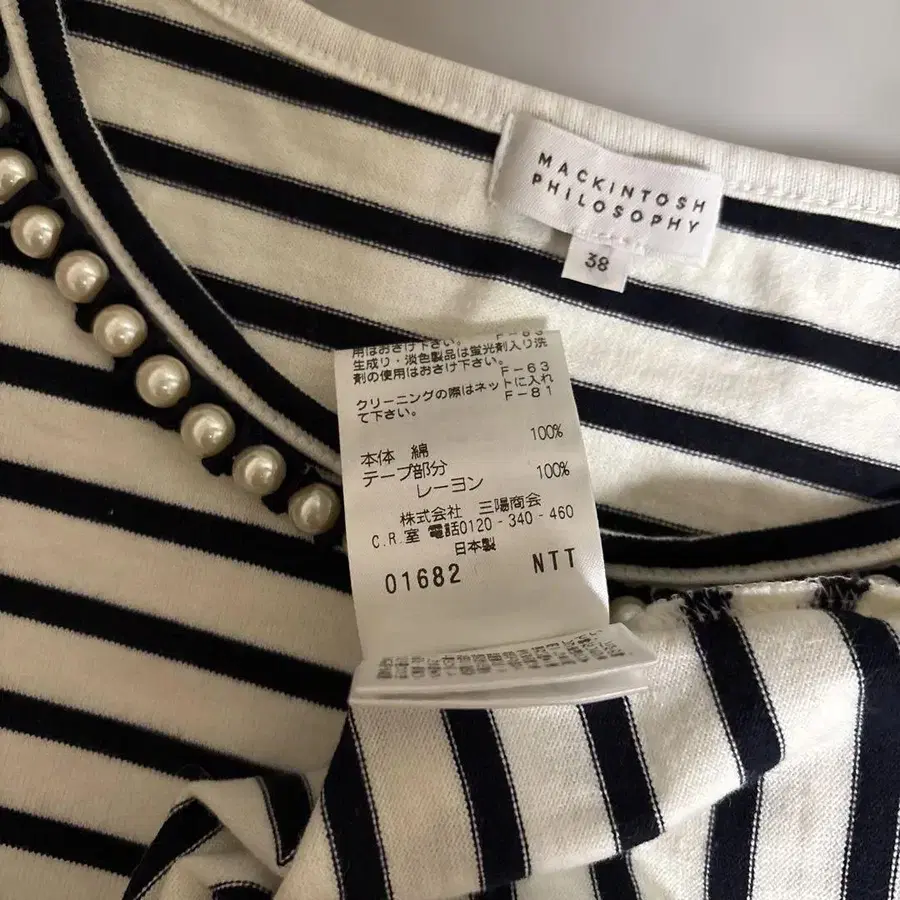 MACKINTOSH
PHILOSOPHY
38
用はおさけ下さい。 F-63
生成り・淡色製品は蛍光剤入り洗
剤の使用はおさけ下さい。
F-63
クリーニングの際はネットに入れ
て下さい。 F-81
本体 綿 100%
テープ部分
レーヨン 100%
株式会社 三陽商会
C.R.室 電話0120-340-460
日本製
01682 NTT